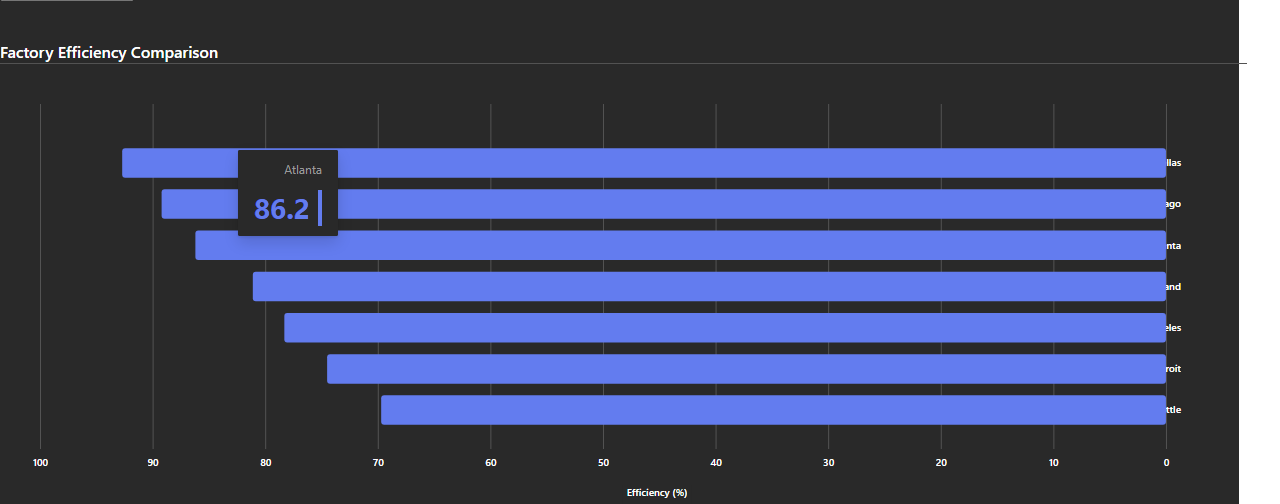 Factory Efficiency Comparison
Atlanta
86.2
llas
ago
nta
and
eles
roit
ttle
100 90 80 70 60 50 40 30 20 10 0
Efficiency (%)